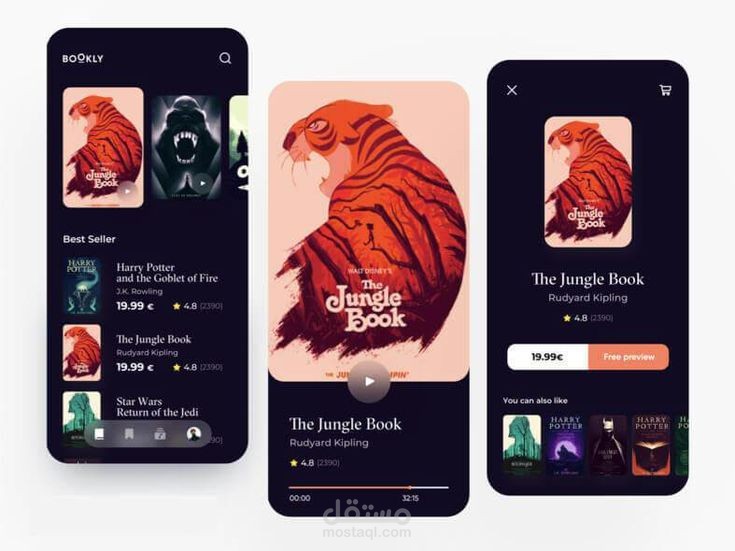 BOOKLY
The
Jungle
Book
Best Seller
HARRY
POTTER
Harry Potter
and the Goblet of Fire
J.K. Rowling
19.99 €
4.8 (2390)
The Jungle Book
Rudyard Kipling
19.99 €
4.8 (2390)
Star Wars
Return of the Jedi
WALT DISNEY'S
The
Jungle
Book
THE
The Jungle Book
Rudyard Kipling
4.8 (2390)
00:00
32:15
The
Jungle
Book
The Jungle Book
Rudyard Kipling
4.8 (2390)
19.99€
Free preview
You can also like
HARRY
POTTER
HARRY
POTTER
مستقل
mostaql.com